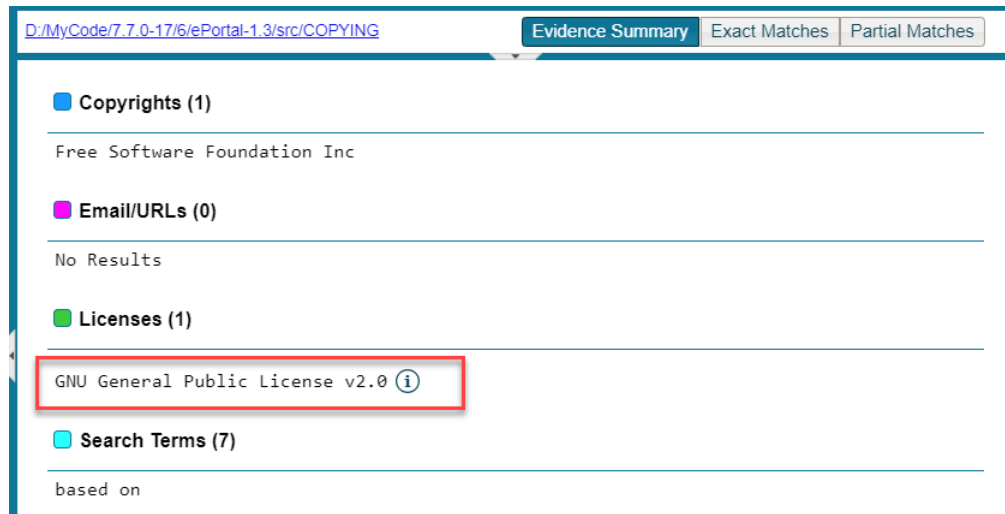 D:/MyCode/7.7.0-17/6/ePortal-1.3/src/COPYING
Evidence Summary Exact Matches Partial Matches
Copyrights (1)
Free Software Foundation Inc
Email/URLs (0)
No Results
Licenses (1)
GNU General Public License v2.0 i
Search Terms (7)
based on